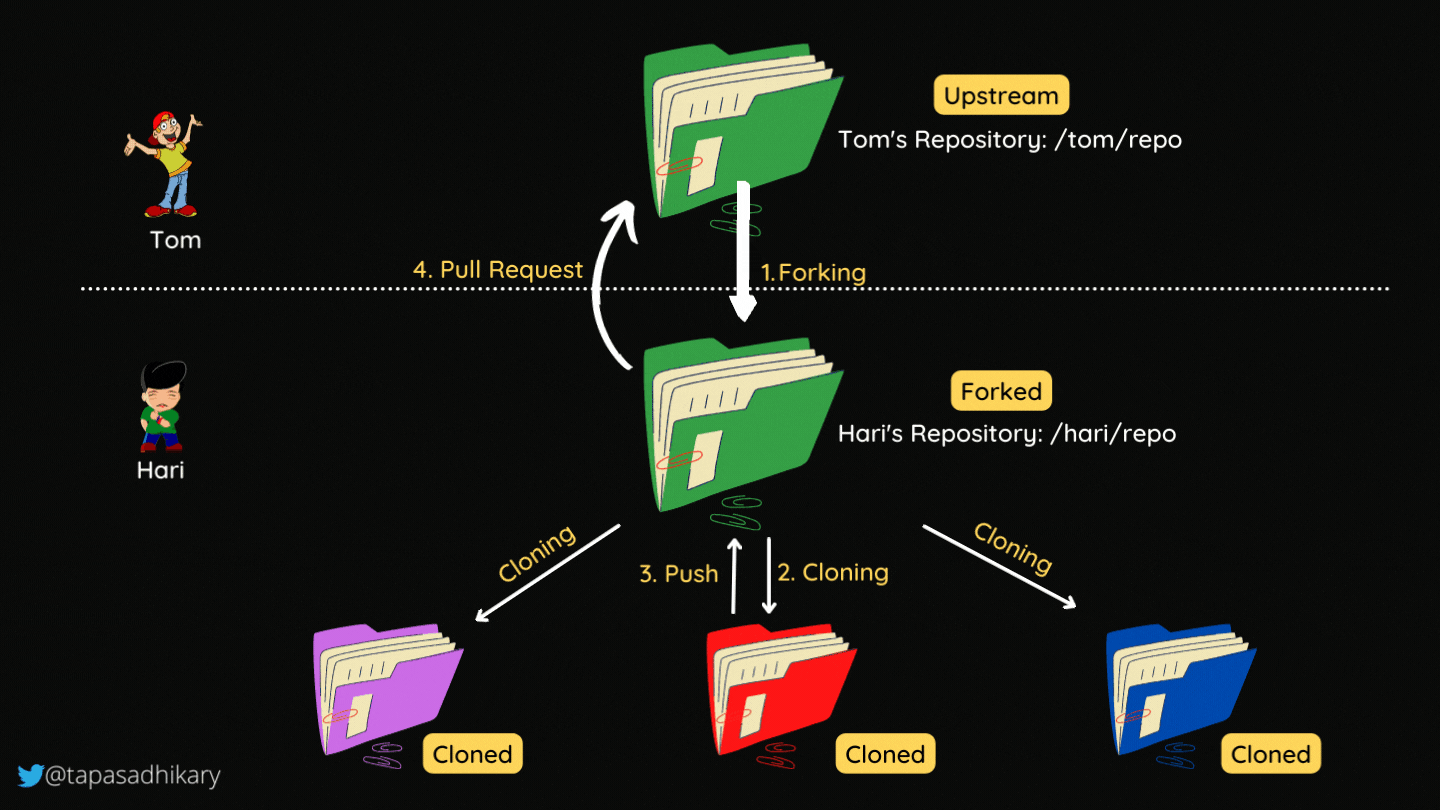 Upstream
Tom's Repository: /tom/repo
Tom
4. Pull Request
1.Forking
Forked
Hari's Repository: /hari/repo
Hari
Cloning
3. Push
2. Cloning
Cloning
Cloned
Cloned
Cloned
@tapasadhikary